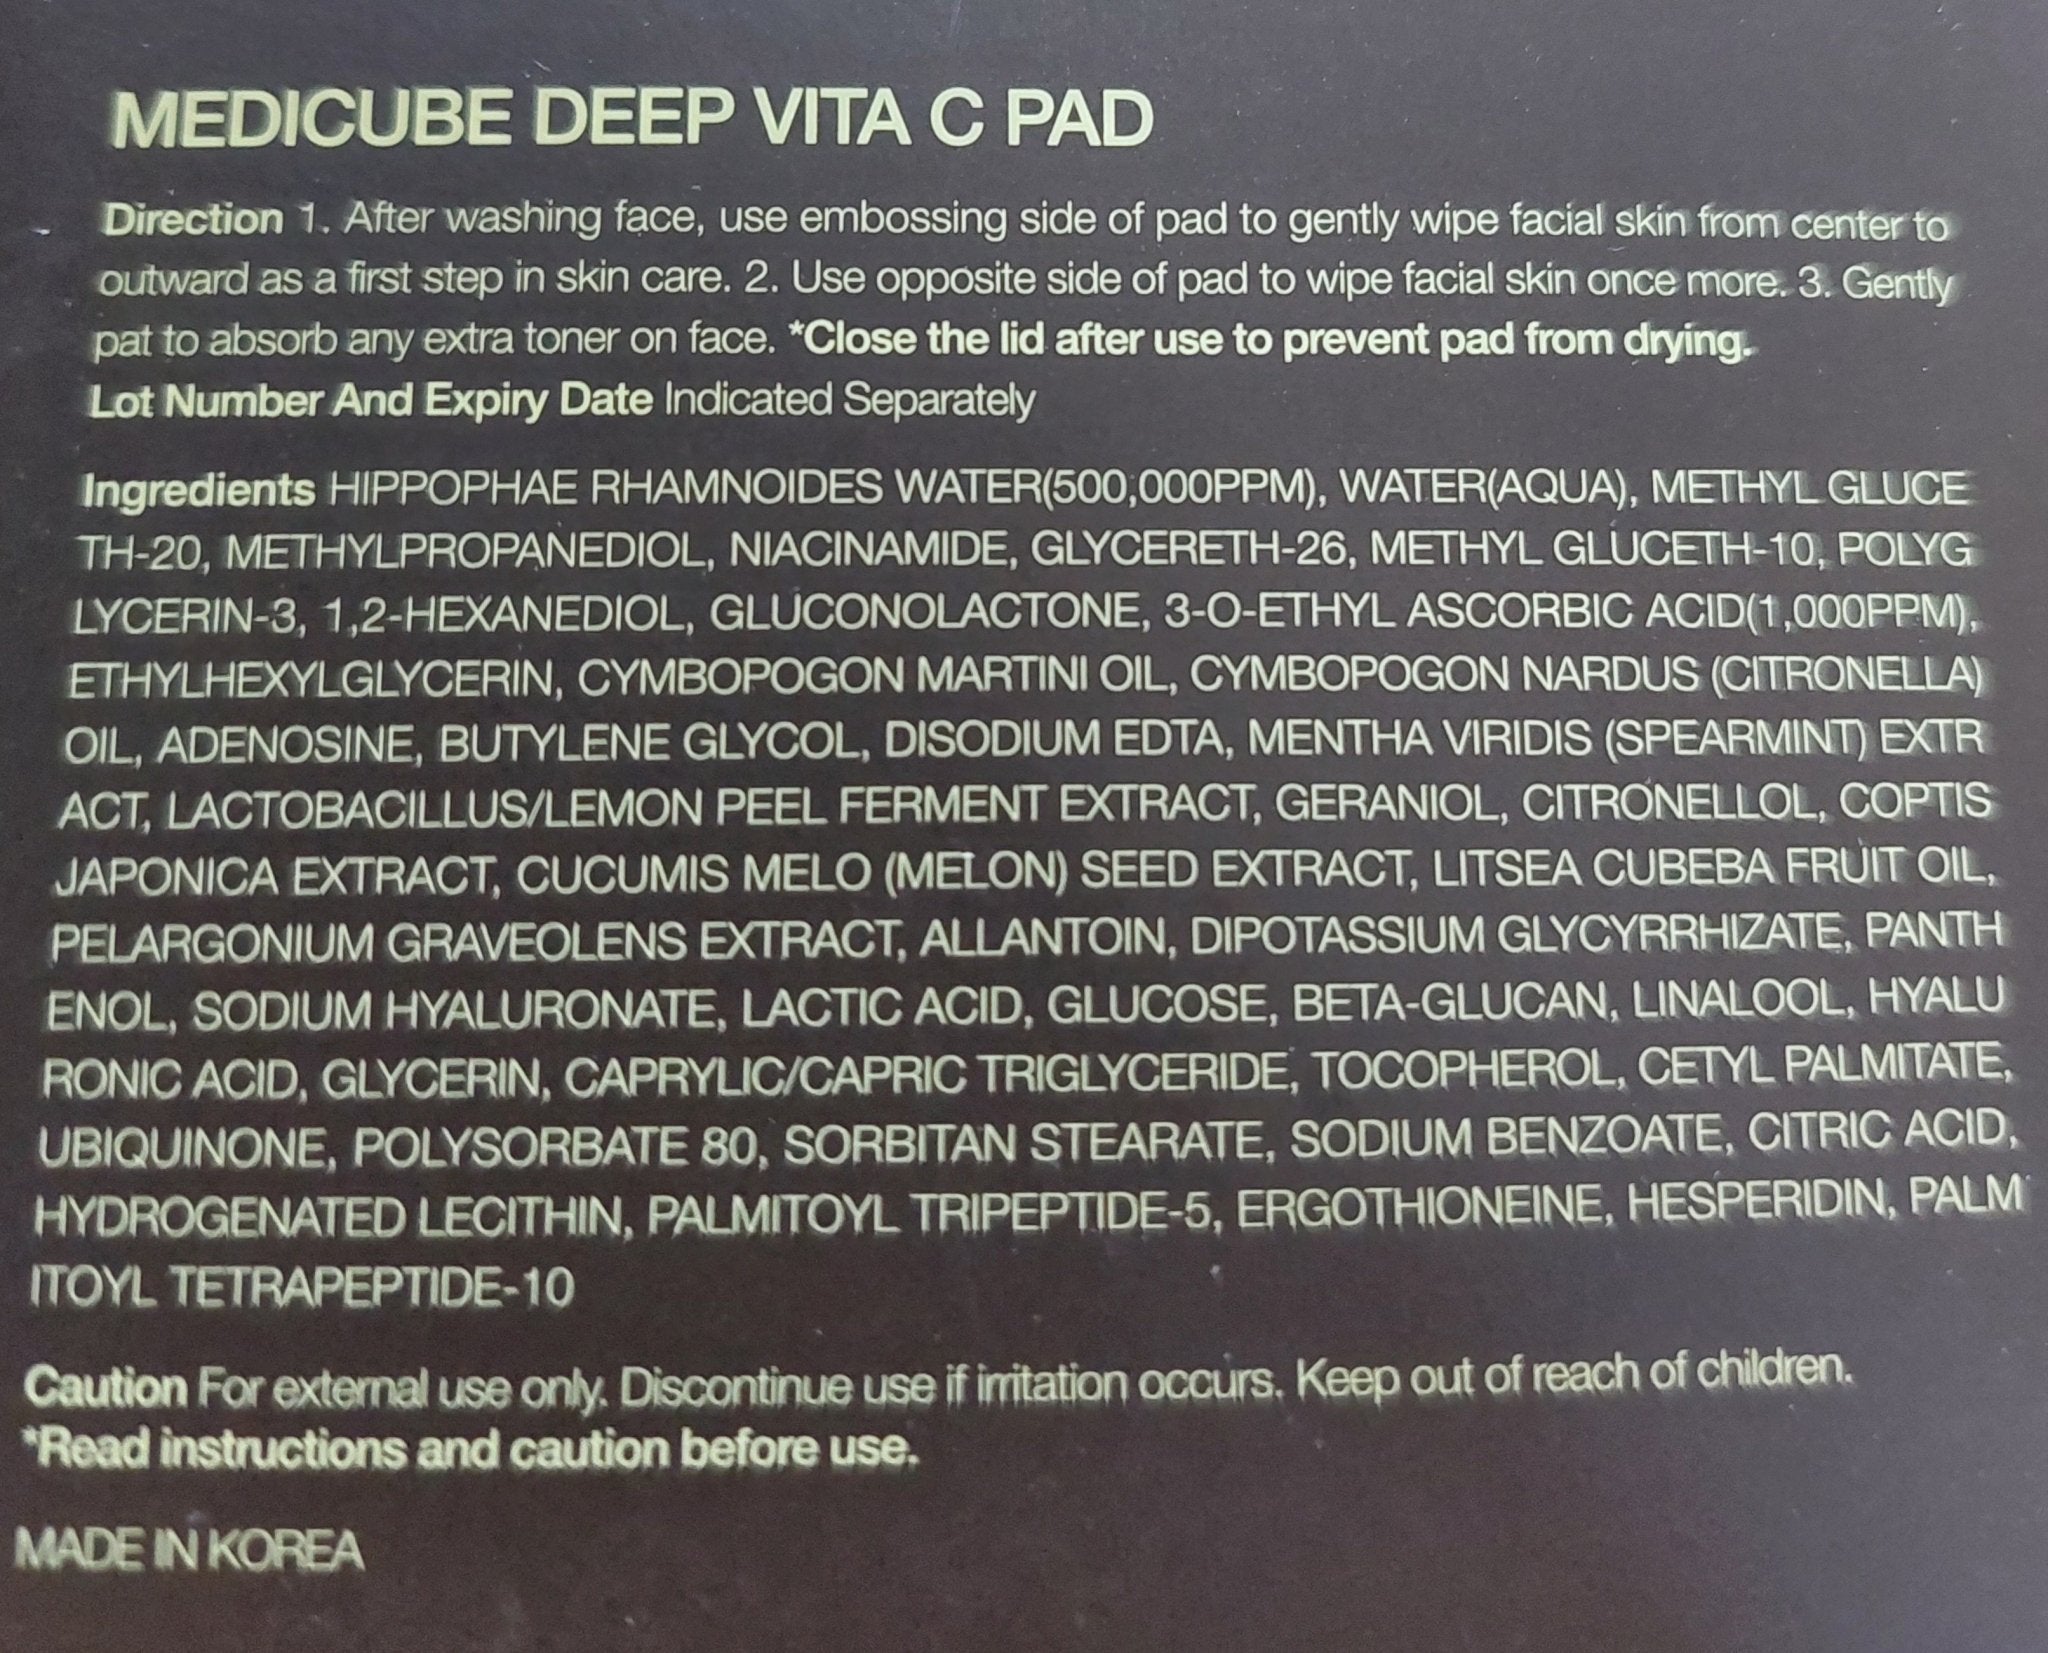 MEDICUBE DEEP VITA C PAD
Direction 1. After washing face, use embossing side of pad to gently wipe facial skin from center to
outward as a first step in skin care. 2. Use opposite side of pad to wipe facial skin once more. 3. Gently
pat to absorb any extra toner on face. *Close the lid after use to prevent pad from drying.
Lot Number And Expiry Date Indicated Separately
Ingredients HIPPOPHAE RHAMNOIDES WATER(500,000PPM), WATER(AQUA), METHYL GLUCE
TH-20, METHYLPROPANEDIOL, NIACINAMIDE, GLYCERETH-26, METHYL GLUCETH-10, POLYG
LYCERIN-3, 1,2-HEXANEDIOL, GLUCONOLACTONE, 3-O-ETHYL ASCORBIC ACID(1,000PPM),
ETHYLHEXYLGLYCERIN, CYMBOPOGON MARTINI OIL, CYMBOPOGON NARDUS (CITRONELLA)
OIL, ADENOSINE, BUTYLENE GLYCOL, DISODIUM EDTA, MENTHA VIRIDIS (SPEARMINT) EXTR
ACT, LACTOBACILLUS/LEMON PEEL FERMENT EXTRACT, GERANIOL, CITRONELLOL, COPTIS
JAPONICA EXTRACT, CUCUMIS MELO (MELON) SEED EXTRACT, LITSEA CUBEBA FRUIT OIL,
PELARGONIUM GRAVEOLENS EXTRACT, ALLANTOIN, DIPOTASSIUM GLYCYRRHIZATE, PANTH
ENOL, SODIUM HYALURONATE, LACTIC ACID, GLUCOSE, BETA-GLUCAN, LINALOOL, HYALU
RONIC ACID, GLYCERIN, CAPRYLIC/CAPRIC TRIGLYCERIDE, TOCOPHEROL, CETYL PALMITATE,
UBIQUINONE, POLYSORBATE 80, SORBITAN STEARATE, SODIUM BENZOATE, CITRIC ACID,
HYDROGENATED LECITHIN, PALMITOYL TRIPEPTIDE-5, ERGOTHIONEINE, HESPERIDIN, PALM
ITOYL TETRAPEPTIDE-10
Caution For external use only. Discontinue use if irritation occurs. Keep out of reach of children.
*Read instructions and caution before use.
MADE IN KOREA